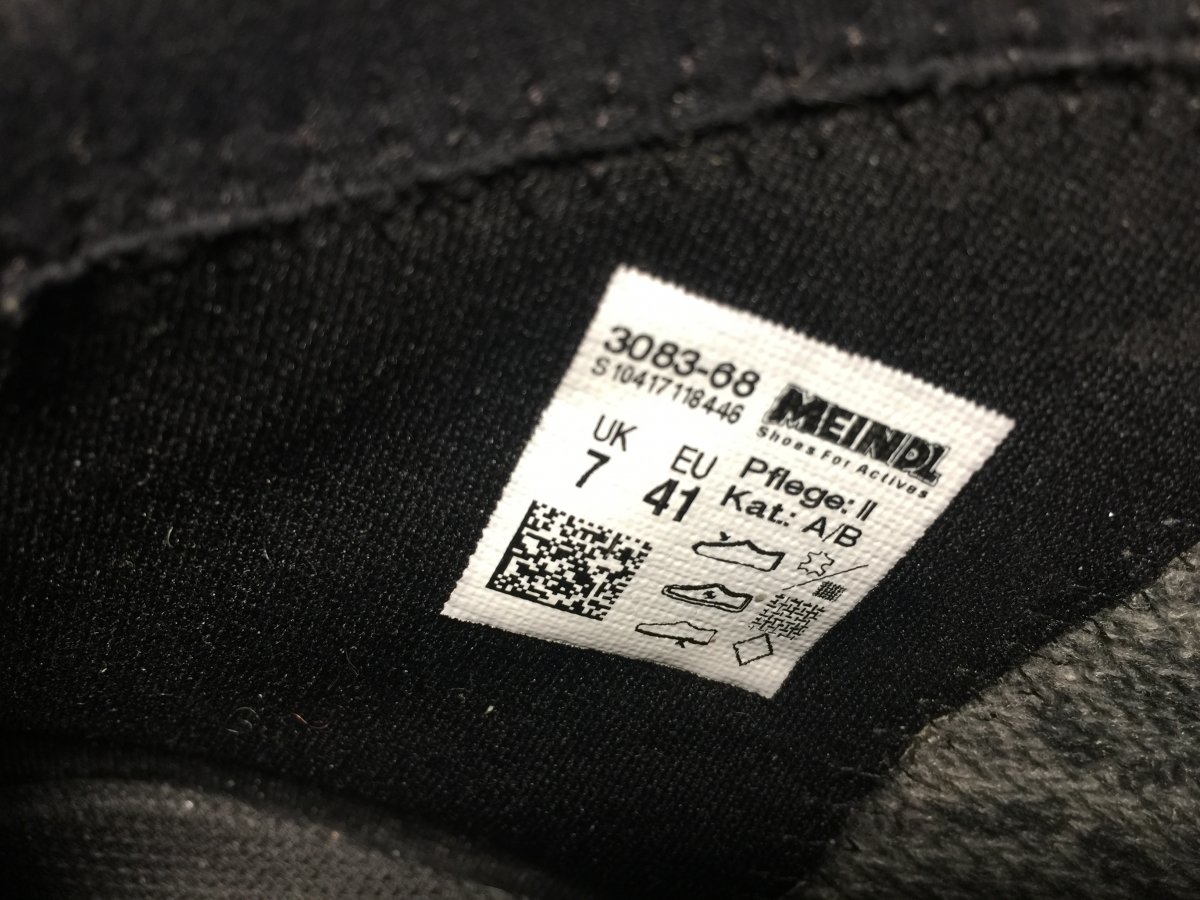 3083-68
S10417118446
MEINDL
Shoes For Actives
UK
7
EU
41
Pflege: II
Kat.: A/B